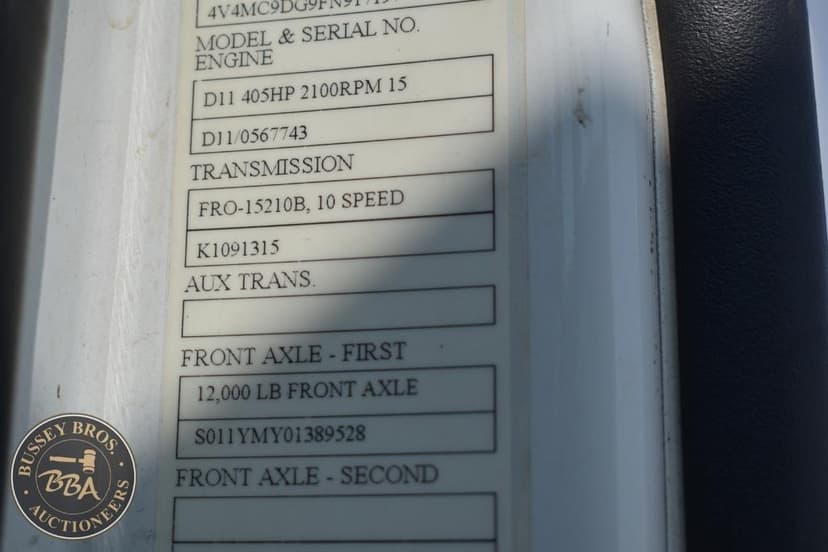 MODEL & SERIAL NO.
ENGINE
D11 405HP 2100RPM 15
D11/0567743
TRANSMISSION
FRO-15210B, 10 SPEED
K1091315
AUX TRANS.
FRONT AXLE - FIRST
12,000 LB FRONT AXLE
S011YMY01389528
FRONT AXLE - SECOND
BUSSEY BROS.
BBA
AUCTIONEERS